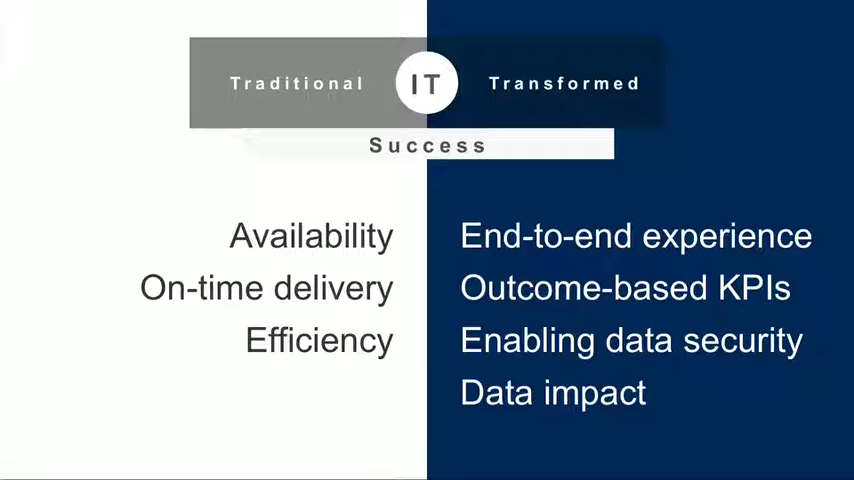 Traditional IT Transformed
Success
Availability
On-time delivery
Efficiency
End-to-end experience
Outcome-based KPIs
Enabling data security
Data impact